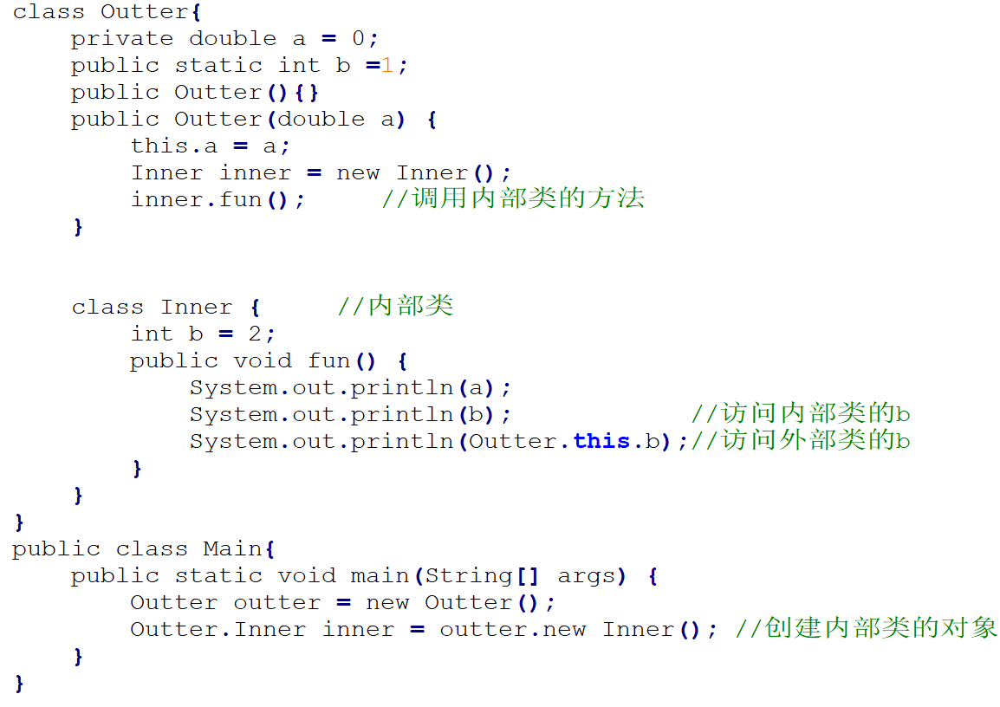 class Outter{
    private double a = 0;
    public static int b =1;
    public Outter(){}
    public Outter(double a) {
        this.a = a;
        Inner inner = new Inner();
        inner.fun();     //调用内部类的方法
    }
    class Inner {     //内部类
        int b = 2;
        public void fun() {
            System.out.println(a);
            System.out.println(b);            //访问内部类的b
            System.out.println(Outter.this.b);//访问外部类的b
        }
    }
}
public class Main{
    public static void main(String[] args) {
        Outter outter = new Outter();
        Outter.Inner inner = outter.new Inner(); //创建内部类的对象
    }
}